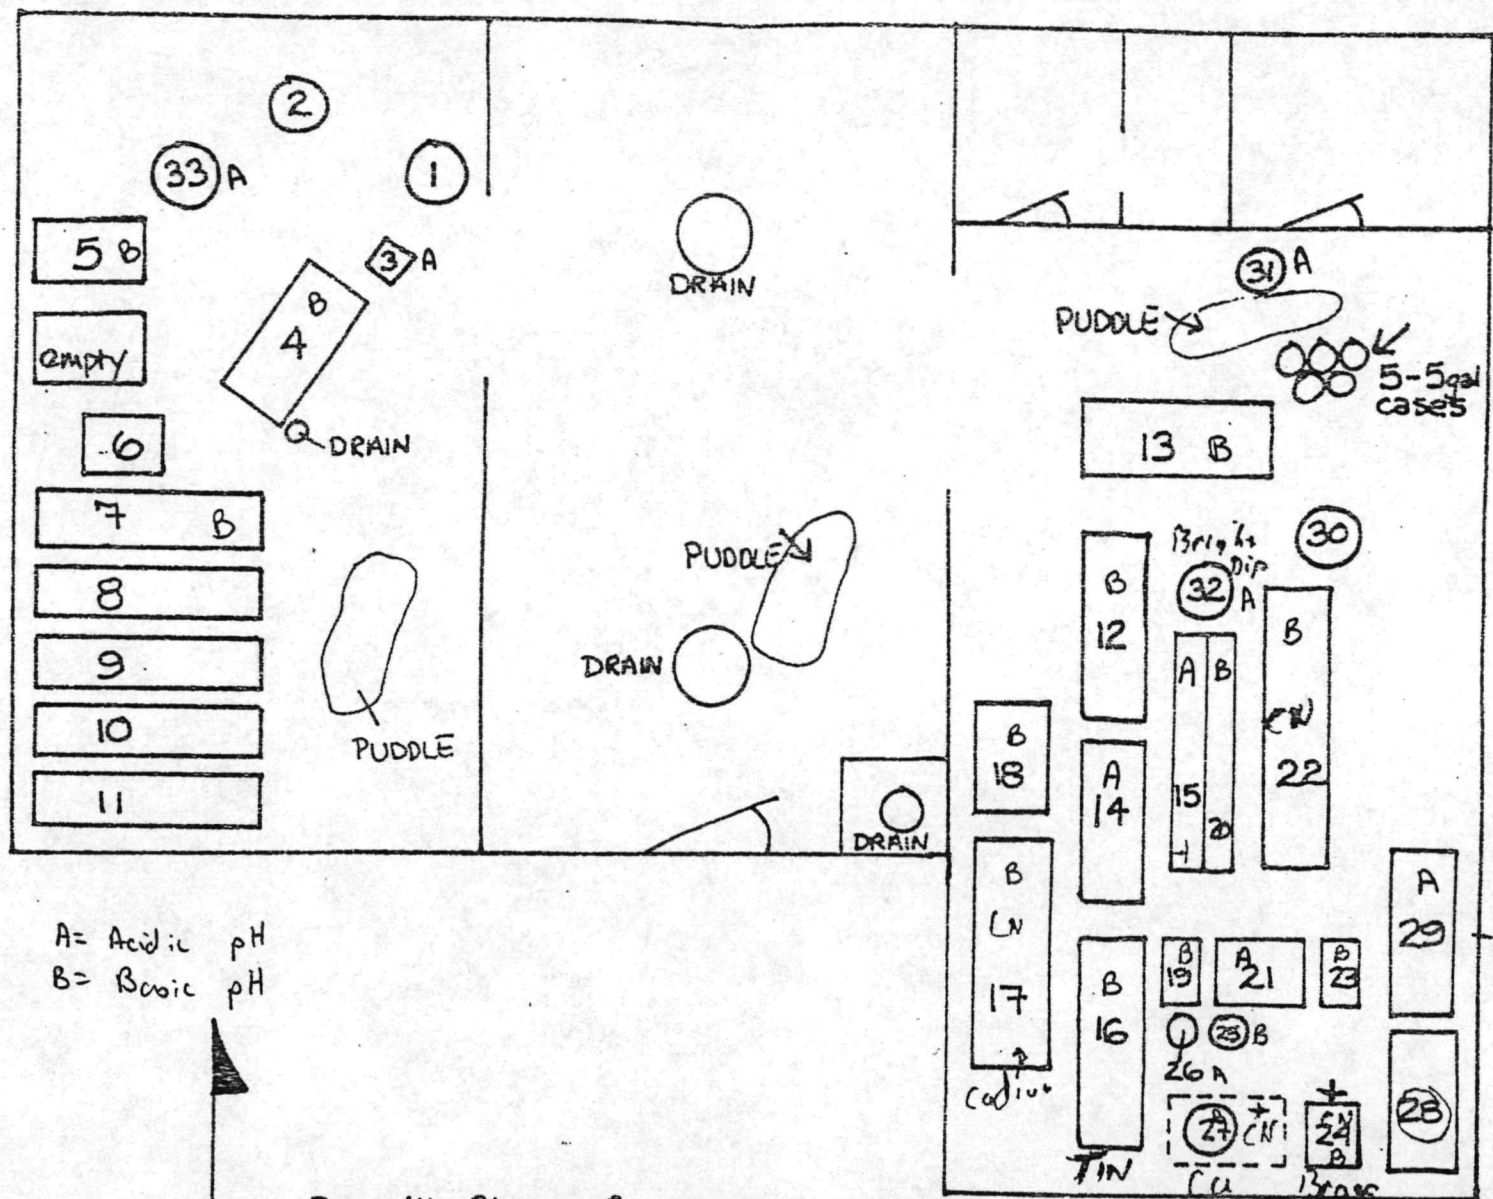 2
33 A
1
5 B
3 A
B
4
empty
6
DRAIN
7 B
8
9
10
11
PUDDLE
DRAIN
PUDDLE
DRAIN
DRAIN
31 A
PUDDLE
5-5gal
cases
13 B
30
Bright
Dip
32 A
B
12
A B
15
20
B
CN
22
B
18
A
14
B
CN
17
B
16
B
19
A
21
B
23
A
29
B
26 A
28
27 + CN
+
CN
24
B
TIN
Cu
Brass
A= Acidic pH
B= Basic pH